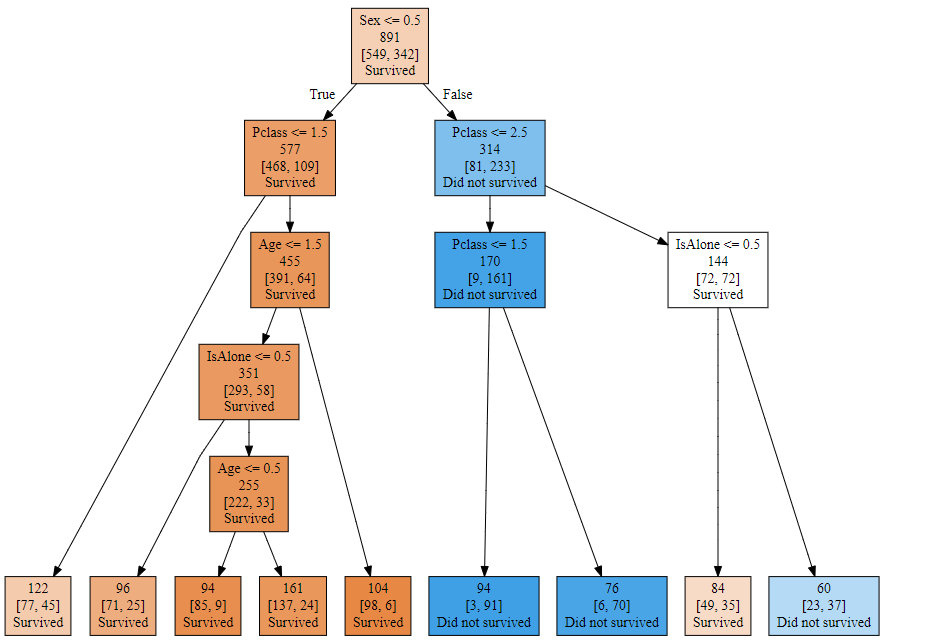 Sex <= 0.5
891
[549, 342]
Survived
True
False
Pclass <= 1.5
577
[468, 109]
Survived
Pclass <= 2.5
314
[81, 233]
Did not survived
Age <= 1.5
455
[391, 64]
Survived
Pclass <= 1.5
170
[9, 161]
Did not survived
IsAlone <= 0.5
144
[72, 72]
Survived
IsAlone <= 0.5
351
[293, 58]
Survived
Age <= 0.5
255
[222, 33]
Survived
122
[77, 45]
Survived
96
[71, 25]
Survived
94
[85, 9]
Survived
161
[137, 24]
Survived
104
[98, 6]
Survived
94
[3, 91]
Did not survived
76
[6, 70]
Did not survived
84
[49, 35]
Survived
60
[23, 37]
Did not survived